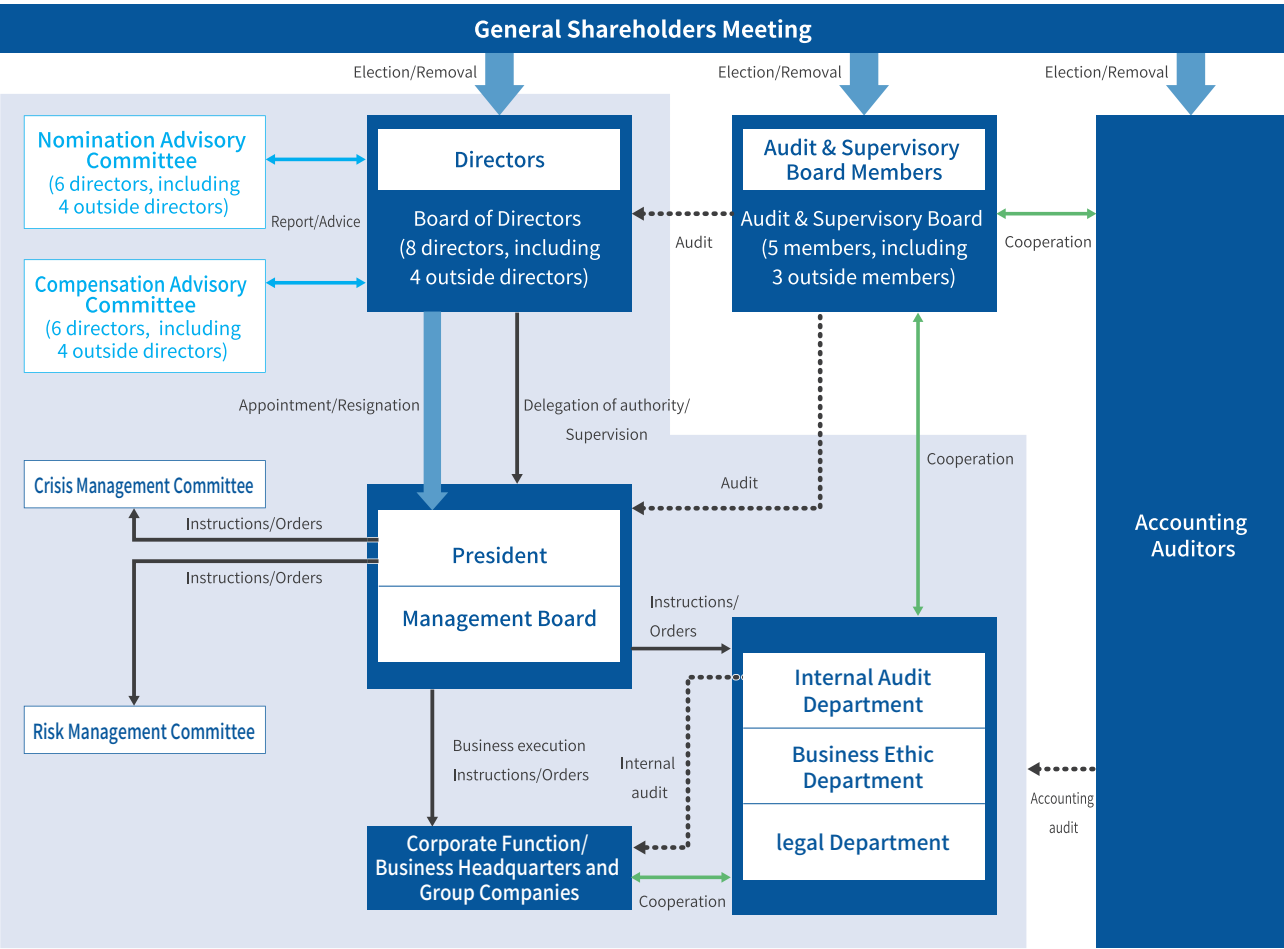 General Shareholders Meeting
Election/Removal
Election/Removal
Election/Removal
Nomination Advisory
Committee
(6 directors, including
4 outside directors)
Report/Advice
Compensation Advisory
Committee
(6 directors, including
4 outside directors)
Directors
Board of Directors
(8 directors, including
4 outside directors)
Audit
Audit & Supervisory
Board Members
Audit & Supervisory Board
(5 members, including
3 outside members)
Cooperation
Appointment/Resignation
Delegation of authority/
Supervision
Audit
Cooperation
Accounting
Auditors
Crisis Management Committee
Instructions/Orders
Instructions/Orders
Risk Management Committee
President
Management Board
Instructions/
Orders
Internal Audit
Department
Business Ethic
Department
legal Department
Business execution
Instructions/Orders
Internal
audit
Accounting
audit
Corporate Function/
Business Headquarters and
Group Companies
Cooperation